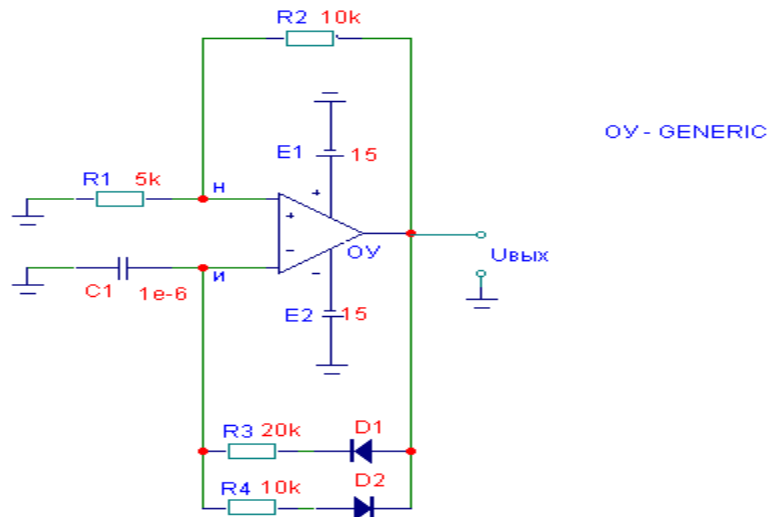 R2 10k
ОУ - GENERIC
E1 15
R1 5k
н
+
+
-
ОУ
Uвых
-
и
C1 1e-6
E2 15
R3 20k D1
R4 10k D2